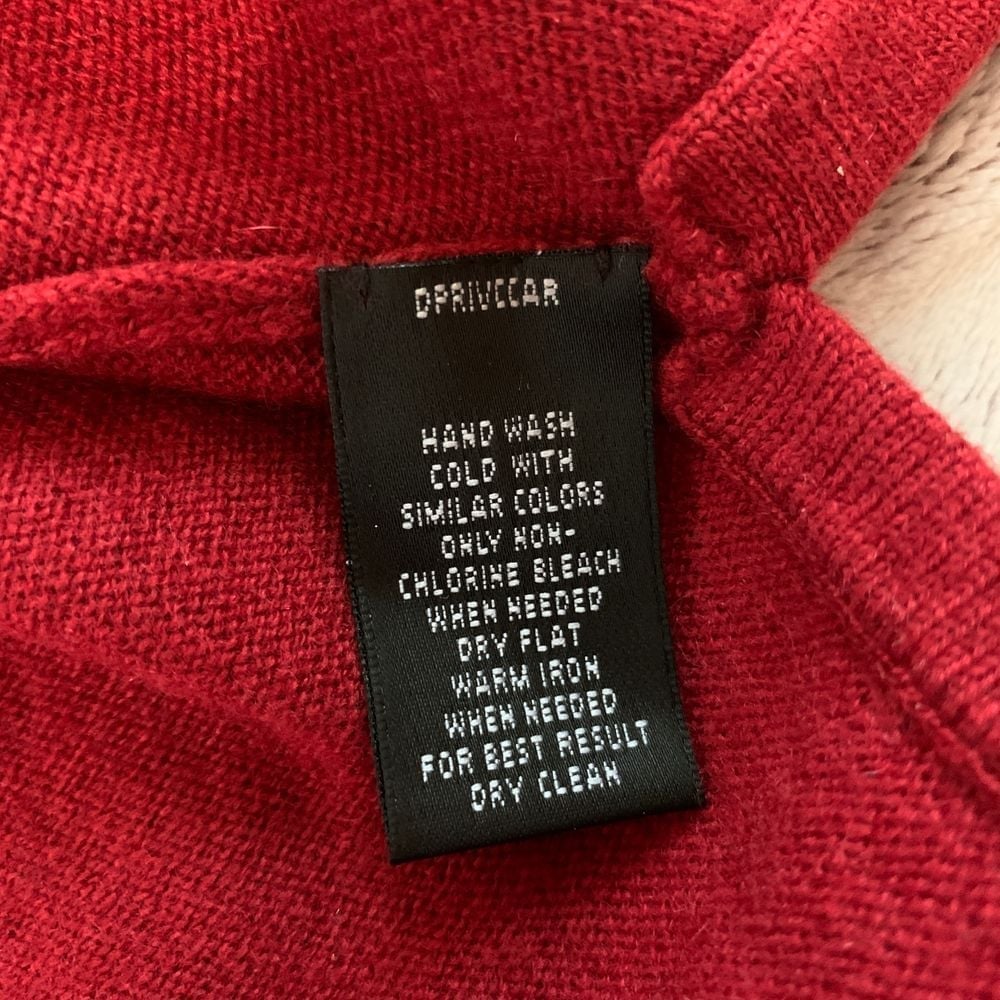 DPRIVCCAR
HAND WASH
COLD WITH
SIMILAR COLORS
ONLY NON-
CHLORINE BLEACH
WHEN NEEDED
DRY FLAT
WARM IRON
WHEN NEEDED
FOR BEST RESULT
DRY CLEAN